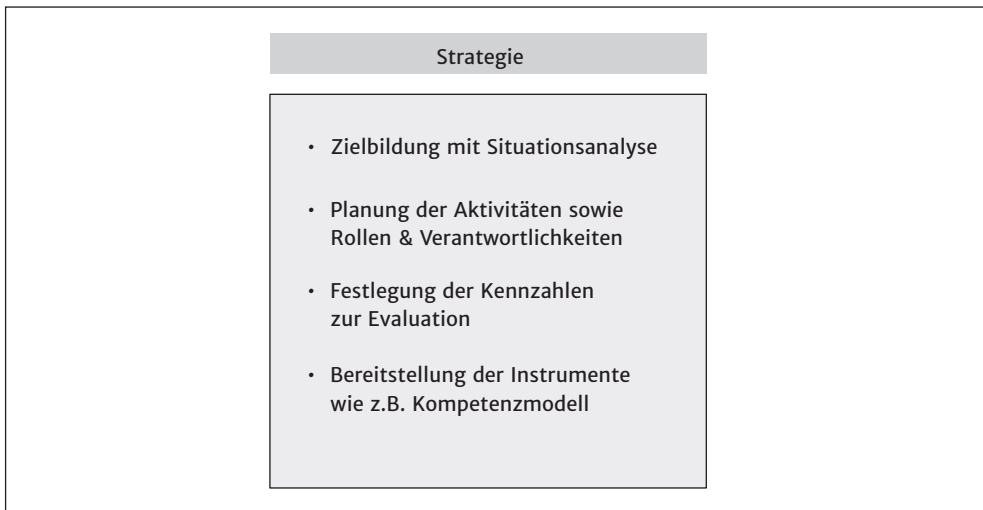 Strategie
· Zielbildung mit Situationsanalyse
· Planung der Aktivitäten sowie
Rollen & Verantwortlichkeiten
· Festlegung der Kennzahlen
zur Evaluation
· Bereitstellung der Instrumente
wie z.B. Kompetenzmodell